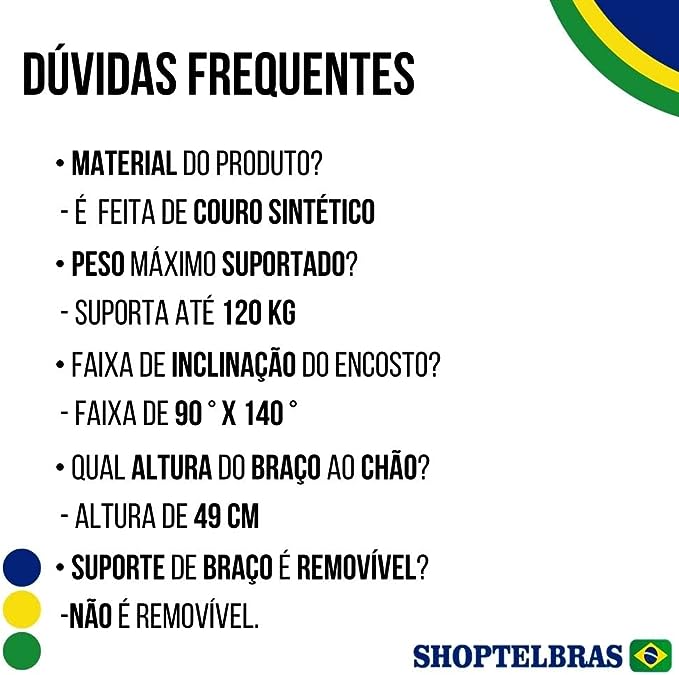 DÚVIDAS FREQUENTES
• MATERIAL DO PRODUTO?
- É FEITA DE COURO SINTÉTICO
• PESO MÁXIMO SUPORTADO?
- SUPORTA ATÉ 120 KG
• FAIXA DE INCLINAÇÃO DO ENCOSTO?
- FAIXA DE 90 ° X 140 °
• QUAL ALTURA DO BRAÇO AO CHÃO?
- ALTURA DE 49 CM
• SUPORTE DE BRAÇO É REMOVÍVEL?
-NÃO É REMOVÍVEL.
SHOPTELBRAS